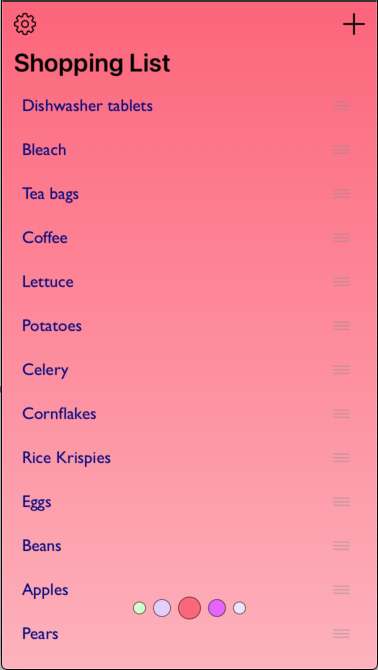 Shopping List
Dishwasher tablets
Bleach
Tea bags
Coffee
Lettuce
Potatoes
Celery
Cornflakes
Rice Krispies
Eggs
Beans
Apples
Pears